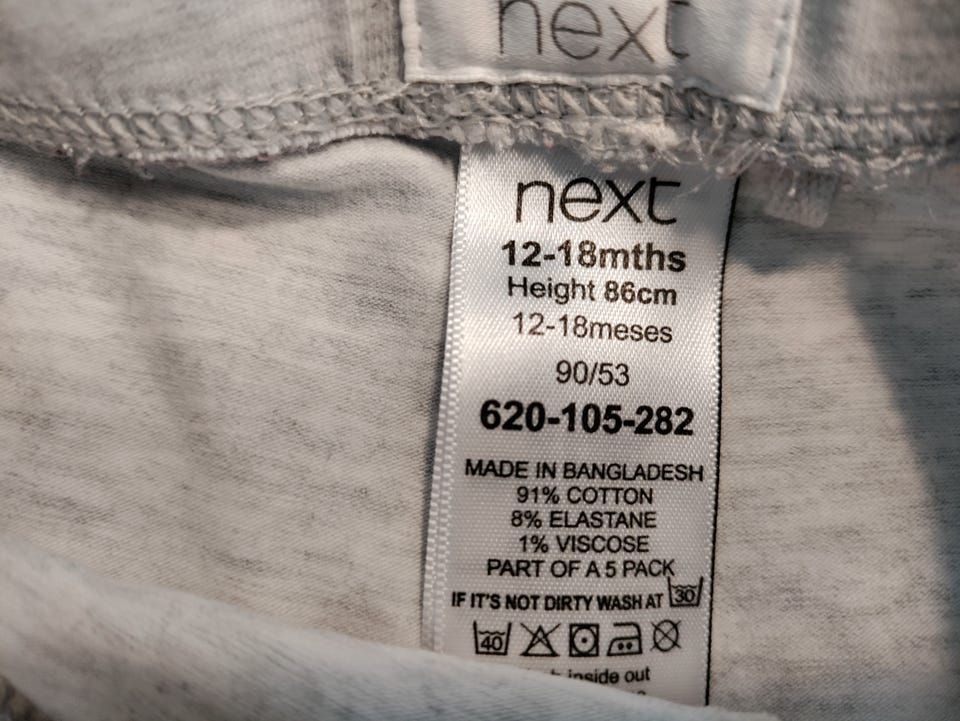 next
next
12-18mths
Height 86cm
12-18meses
90/53
620-105-282
MADE IN BANGLADESH
91% COTTON
8% ELASTANE
1% VISCOSE
PART OF A 5 PACK
IF IT'S NOT DIRTY WASH AT 30
40
inside out